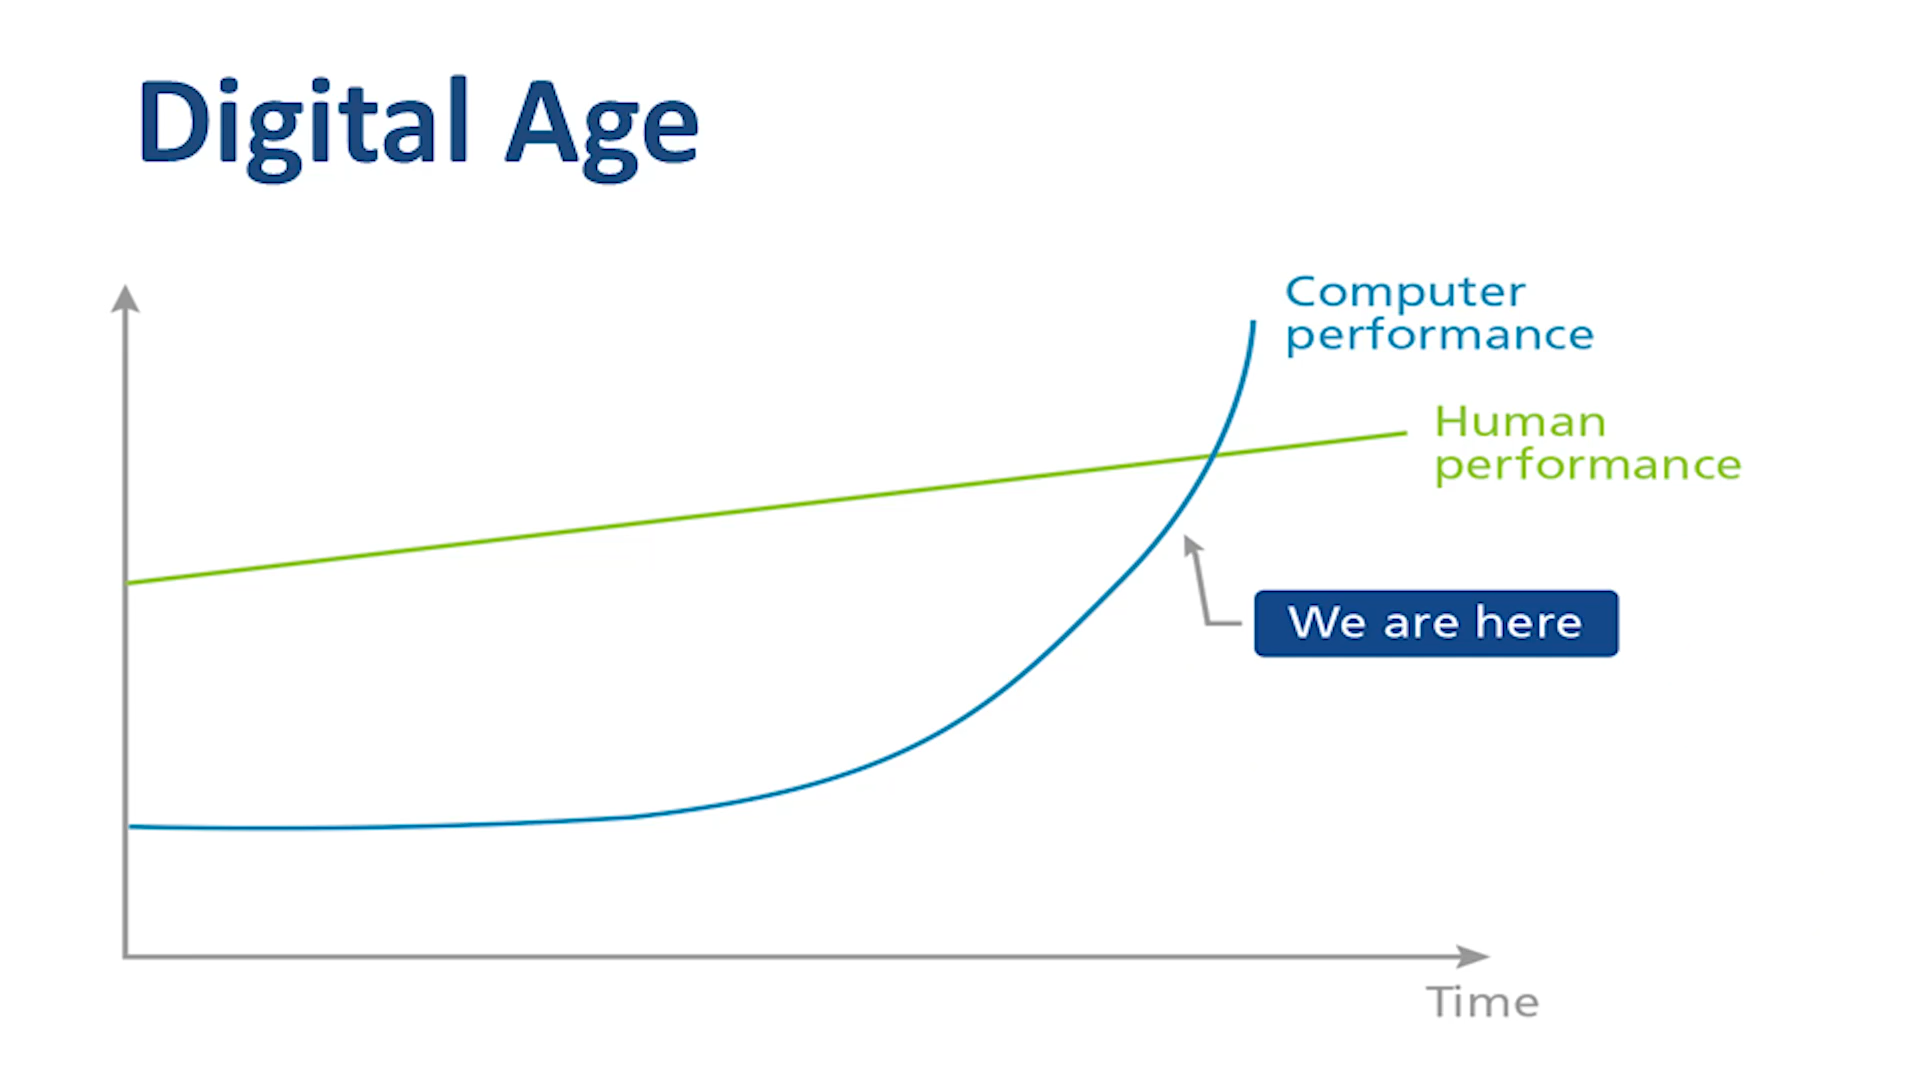 Digital Age
Computer
performance
Human
performance
We are here
Time